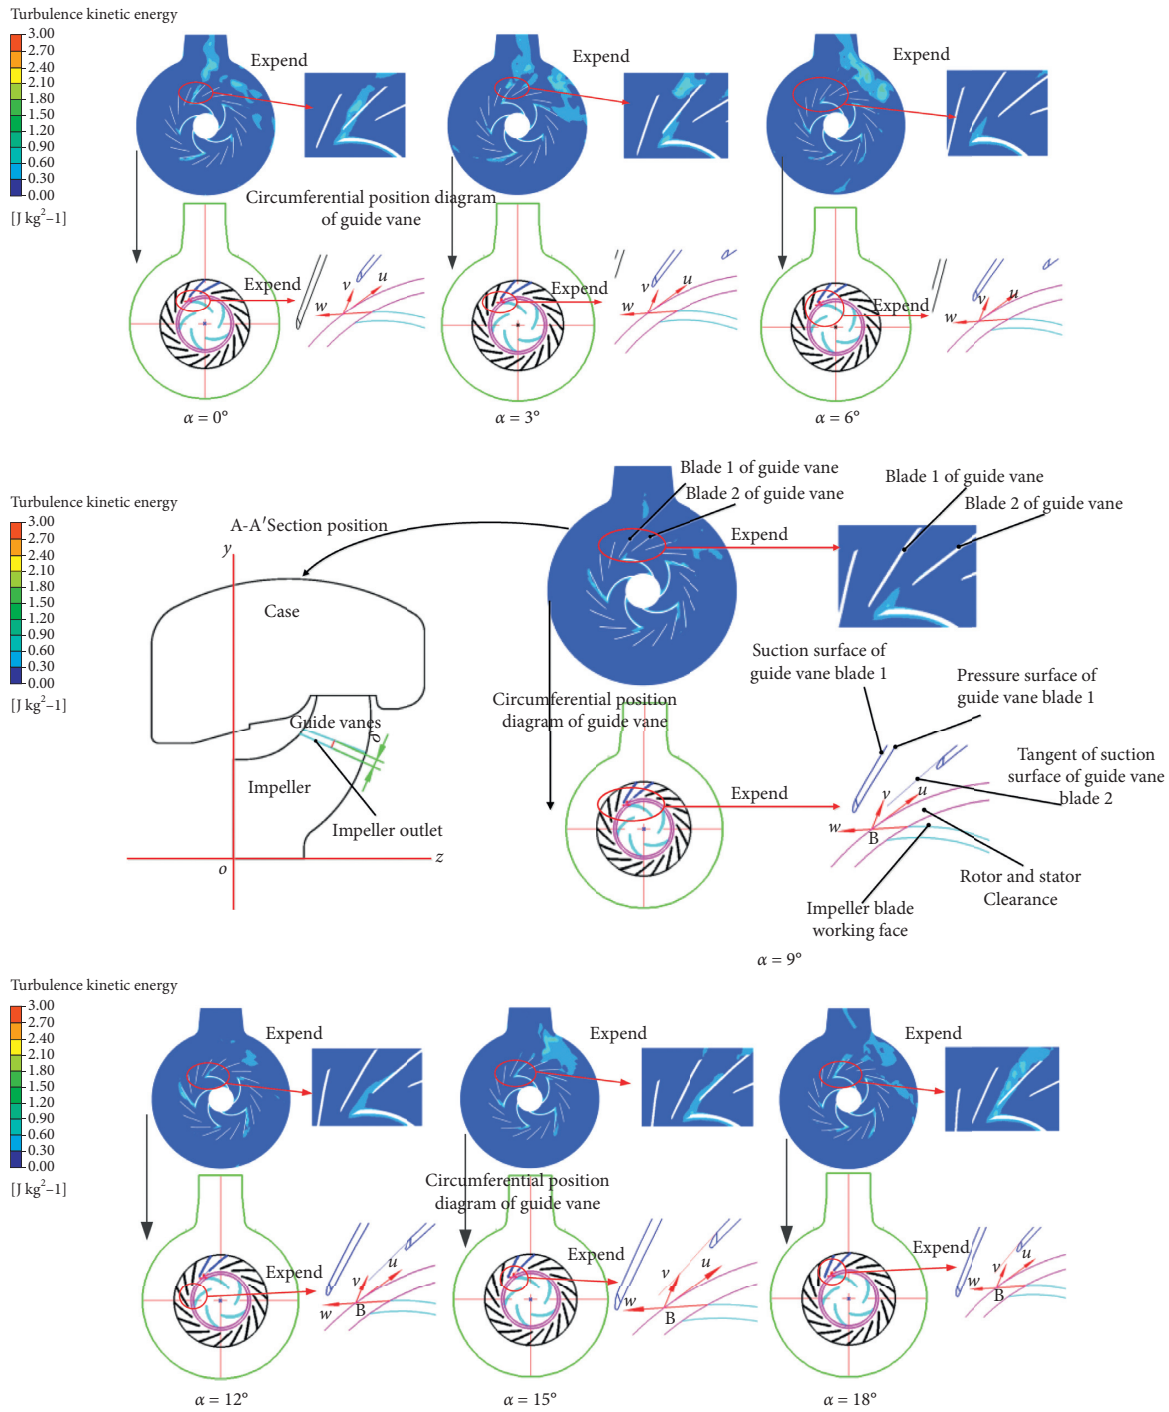 Turbulence kinetic energy
3.00
2.70
2.40
2.10
1.80
1.50
1.20
0.90
0.60
0.30
0.00
[J kg²–1]
Expend
Expend
Expend
Circumferential position diagram
of guide vane
Expend
w
v
u
Expend
w
v
u
Expend
w
v
u
α = 0°
α = 3°
α = 6°
Turbulence kinetic energy
3.00
2.70
2.40
2.10
1.80
1.50
1.20
0.90
0.60
0.30
0.00
[J kg²–1]
A-A′Section position
y
Case
Guide vanes
Impeller
Impeller outlet
o
z
Blade 1 of guide vane
Blade 2 of guide vane
Expend
Blade 1 of guide vane
Blade 2 of guide vane
Circumferential position
diagram of guide vane
Suction surface of
guide vane blade 1
Pressure surface of
guide vane blade 1
Tangent of suction
surface of guide vane
blade 2
Expend
w
v
u
B
Rotor and stator
Clearance
Impeller blade
working face
α = 9°
Turbulence kinetic energy
3.00
2.70
2.40
2.10
1.80
1.50
1.20
0.90
0.60
0.30
0.00
[J kg²–1]
Expend
Expend
Expend
Circumferential position
diagram of guide vane
Expend
w
v
u
B
Expend
w
v
u
B
Expend
w
v
u
B
α = 12°
α = 15°
α = 18°